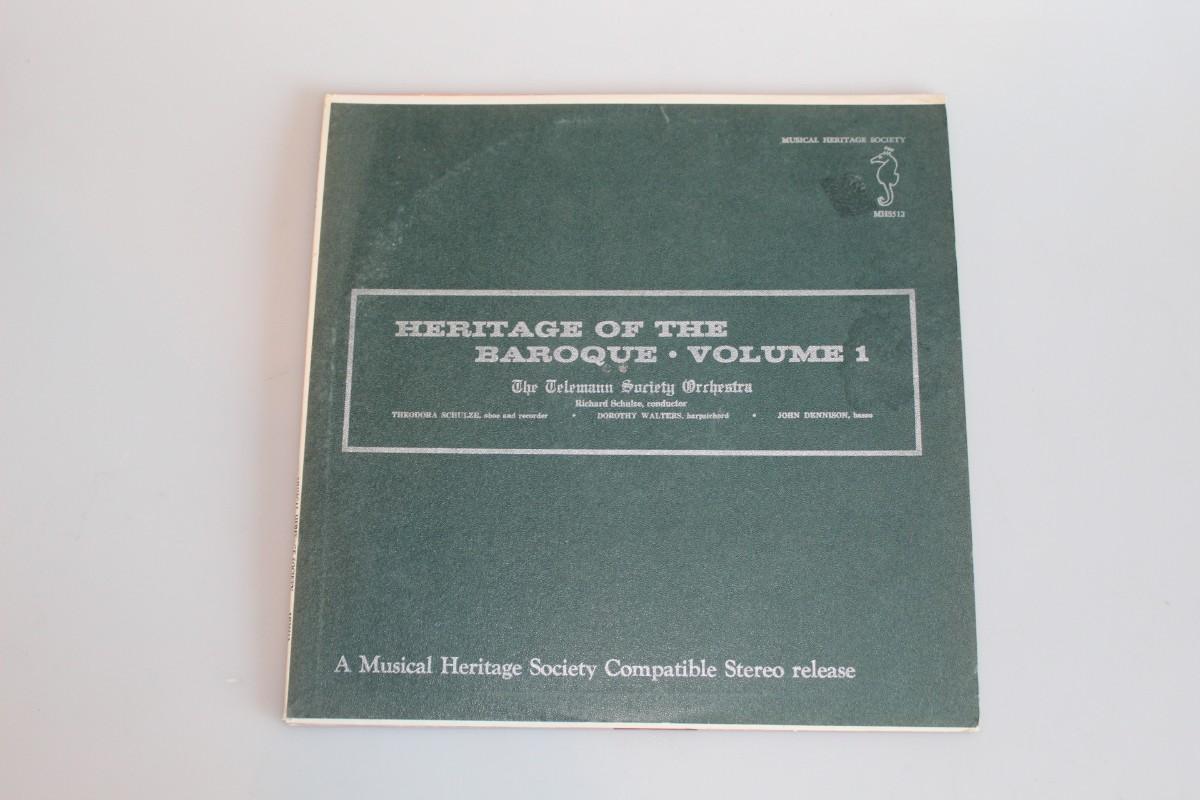 MUSICAL HERITAGE SOCIETY
MHS512
HERITAGE OF THE
BAROQUE • VOLUME 1
The Telemann Society Orchestra
Richard Schulze, conductor
THEODORA SCHULZE, oboe and recorder • DOROTHY WALTERS, harpsichord • JOHN DENNISON, basso
A Musical Heritage Society Compatible Stereo release